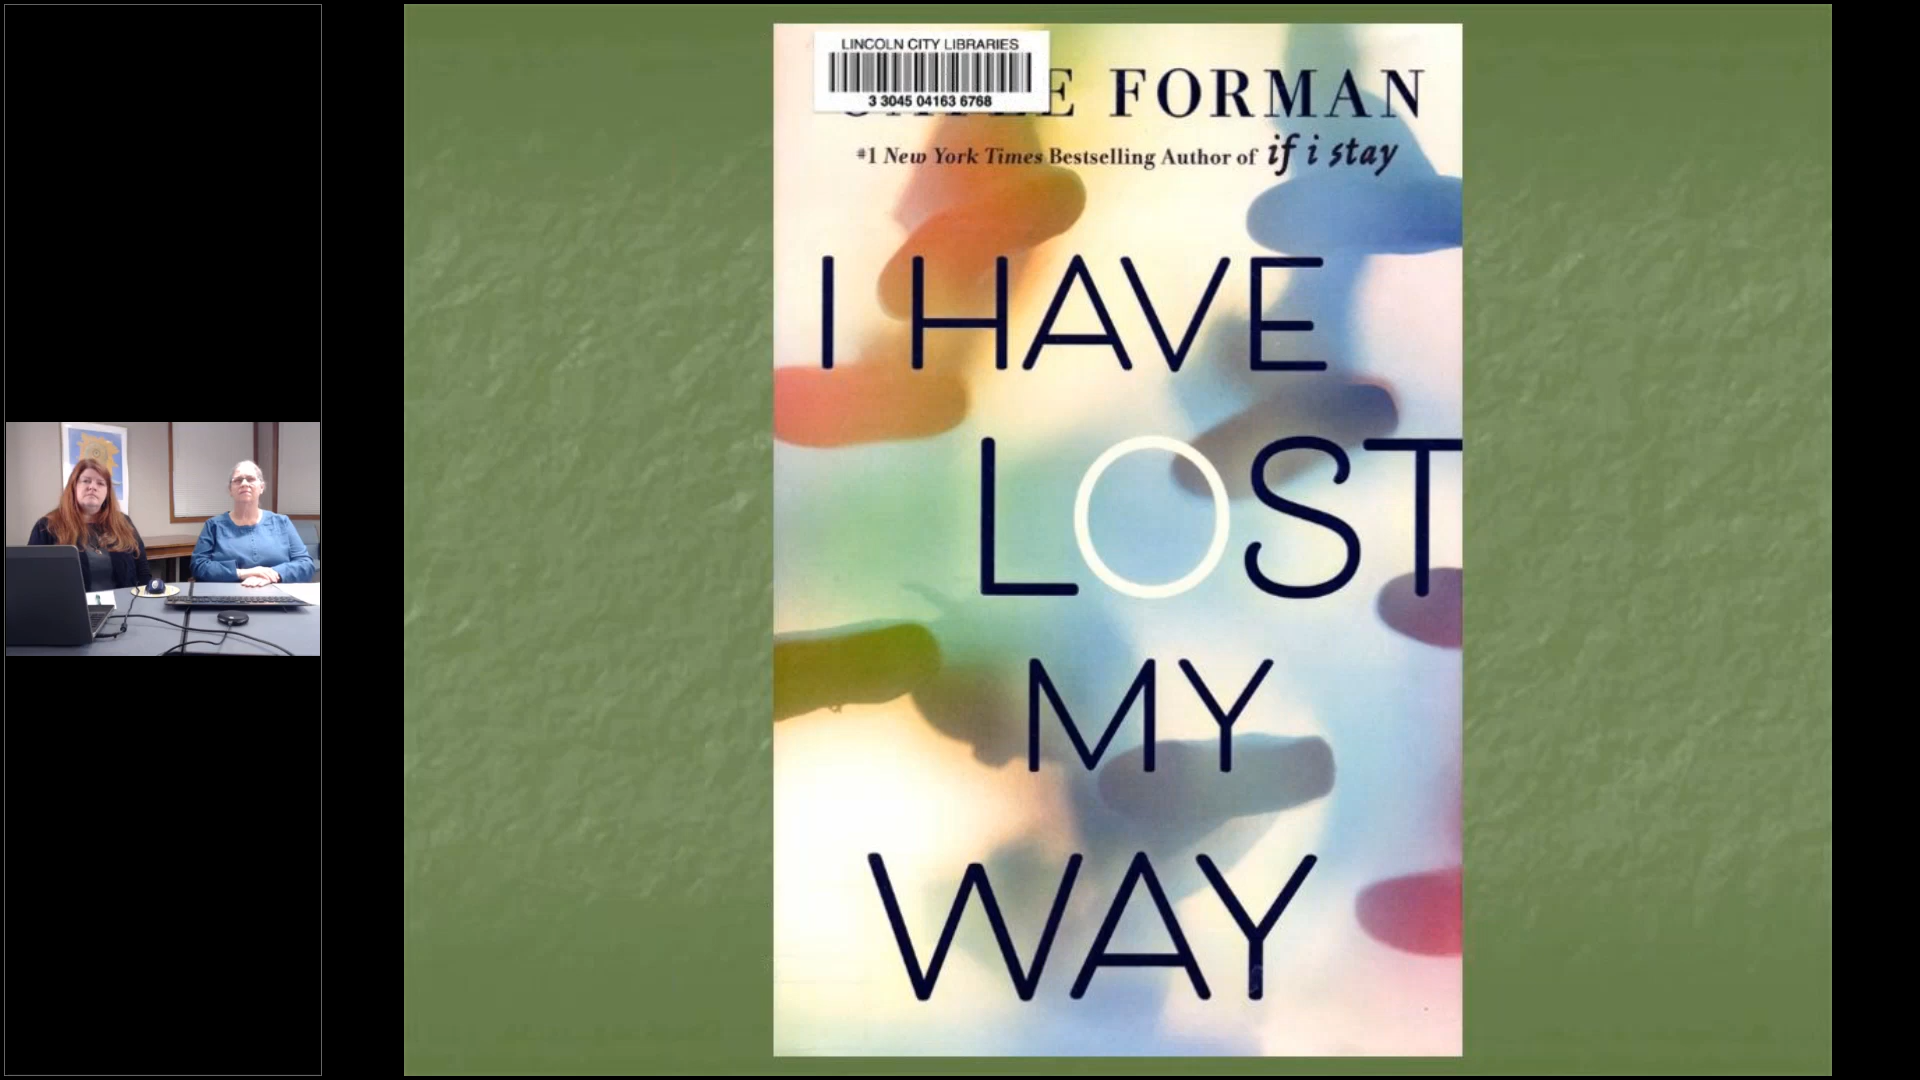 LINCOLN CITY LIBRARIES
3 3045 04163 6768
FORMAN
#1 New York Times Bestselling Author of if i stay
I HAVE
LOST
MY
WAY